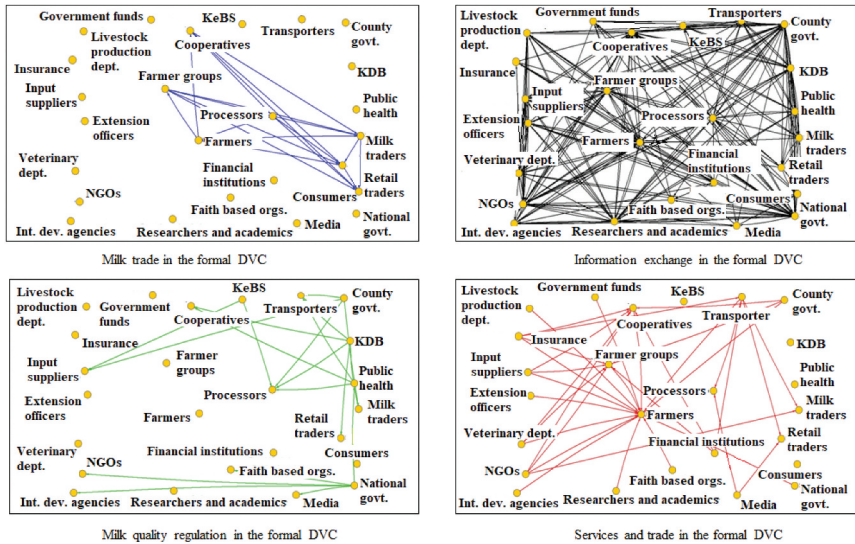 Government funds
KeBS
Transporters
County
govt.
Livestock
production
dept.
Cooperatives
Insurance
Farmer groups
KDB
Input
suppliers
Processors
Public
health
Extension
officers
Farmers
Milk
traders
Veterinary
dept.
Financial
institutions
Retail
traders
NGOs
Consumers
Faith based orgs.
National
govt.
Int. dev. agencies
Researchers and academics
Media
Milk trade in the formal DVC
Government funds
Transporters
Livestock
production dept.
KeBS
County
govt.
Cooperatives
Insurance
Farmer groups
KDB
Input
suppliers
Processors
Public
health
Extension
officers
Farmers
Milk
traders
Veterinary dept.
Financial
institutions
Retail
traders
NGOs
Consumers
Faith based orgs.
National
govt.
Int. dev. agencies
Researchers and academics
Media
Information exchange in the formal DVC
KeBS
Livestock
production
dept.
Government
funds
Transporters
County
govt.
Cooperatives
Insurance
KDB
Input
suppliers
Farmer
groups
Public
health
Processors
Extension
officers
Farmers
Milk
traders
Retail
traders
Veterinary
dept.
Financial institutions
Consumers
NGOs
Faith based orgs.
National
govt.
Int. dev. agencies
Researchers and academics
Media
Milk quality regulation in the formal DVC
Government funds
KeBS
Livestock
production
dept.
County
govt.
Transporter
Cooperatives
Insurance
KDB
Farmer groups
Input
suppliers
Public
health
Processors
Extension
officers
Farmers
Milk
traders
Veterinary dept.
Financial institutions
Retail
traders
NGOs
Consumers
Faith based orgs.
National
govt.
Int. dev. agencies
Researchers and academics
Media
Services and trade in the formal DVC